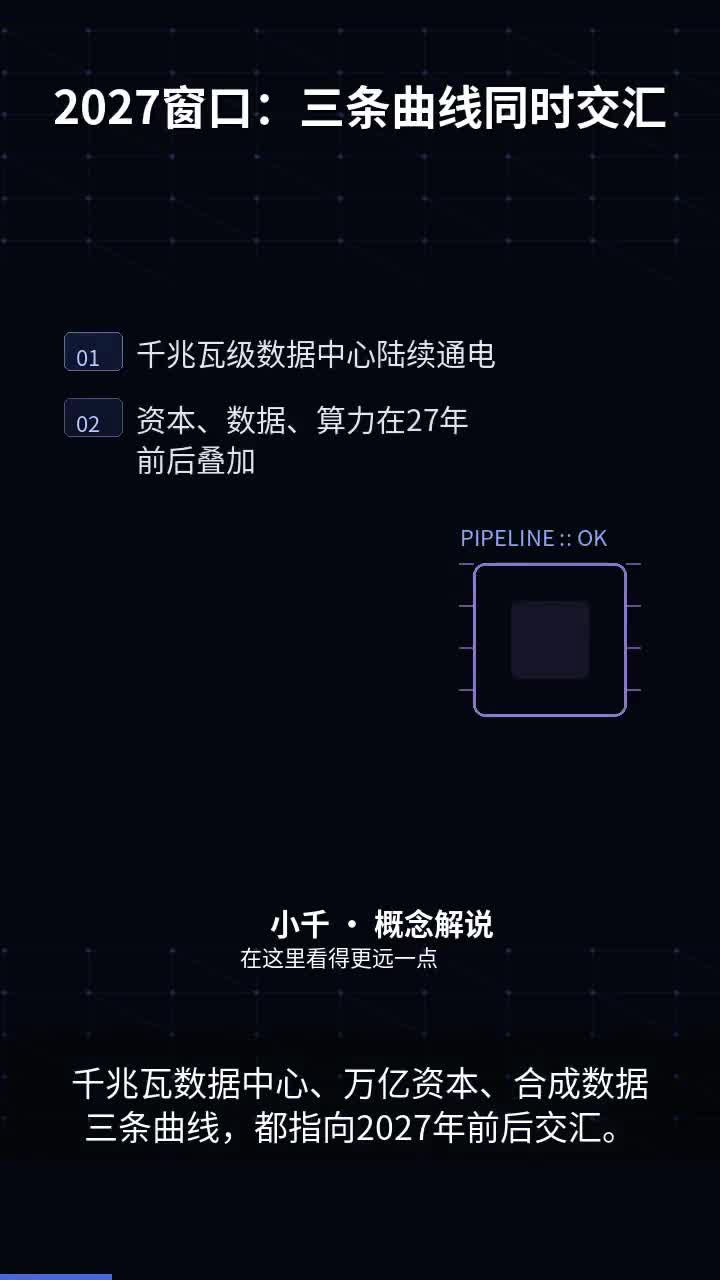 2027窗口：三条曲线同时交汇
01 千兆瓦级数据中心陆续通电
02 资本、数据、算力在27年
前后叠加
PIPELINE :: OK
小千 · 概念解说
在这里看得更远一点
千兆瓦数据中心、万亿资本、合成数据
三条曲线，都指向2027年前后交汇。